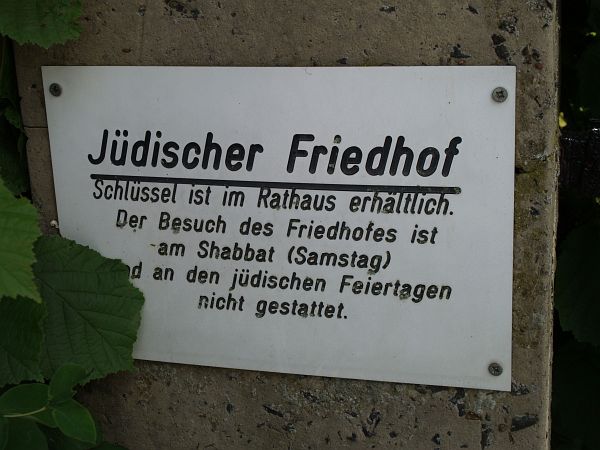 Jüdischer Friedhof
Schlüssel ist im Rathaus erhältlich.
Der Besuch des Friedhofes ist
am Shabbat (Samstag)
nd an den jüdischen Feiertagen
nicht gestattet.